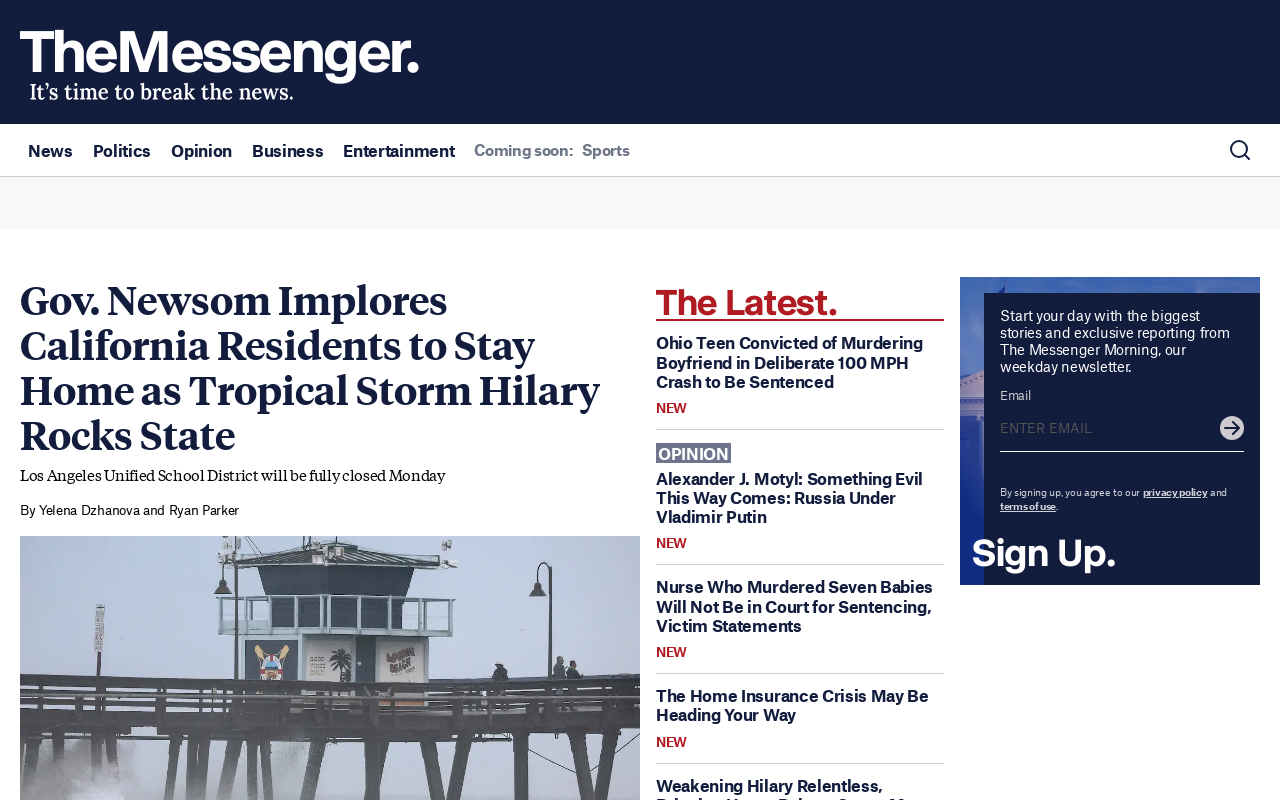 TheMessenger.
It's time to break the news.
News Politics Opinion Business Entertainment Coming soon: Sports
Gov. Newsom Implores
California Residents to Stay
Home as Tropical Storm Hilary
Rocks State
Los Angeles Unified School District will be fully closed Monday
By Yelena Dzhanova and Ryan Parker
The Latest.
Ohio Teen Convicted of Murdering
Boyfriend in Deliberate 100 MPH
Crash to Be Sentenced
NEW
OPINION
Alexander J. Motyl: Something Evil
This Way Comes: Russia Under
Vladimir Putin
NEW
Nurse Who Murdered Seven Babies
Will Not Be in Court for Sentencing,
Victim Statements
NEW
The Home Insurance Crisis May Be
Heading Your Way
NEW
Weakening Hilary Relentless,
Start your day with the biggest
stories and exclusive reporting from
The Messenger Morning, our
weekday newsletter.
Email
ENTER EMAIL
By signing up, you agree to our privacy policy and
terms of use.
Sign Up.